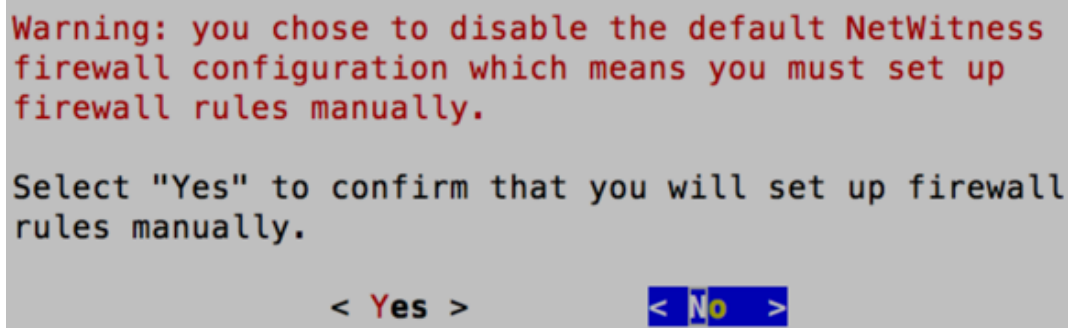 Warning: you chose to disable the default NetWitness
firewall configuration which means you must set up
firewall rules manually.
Select "Yes" to confirm that you will set up firewall
rules manually.
< Yes > < No >